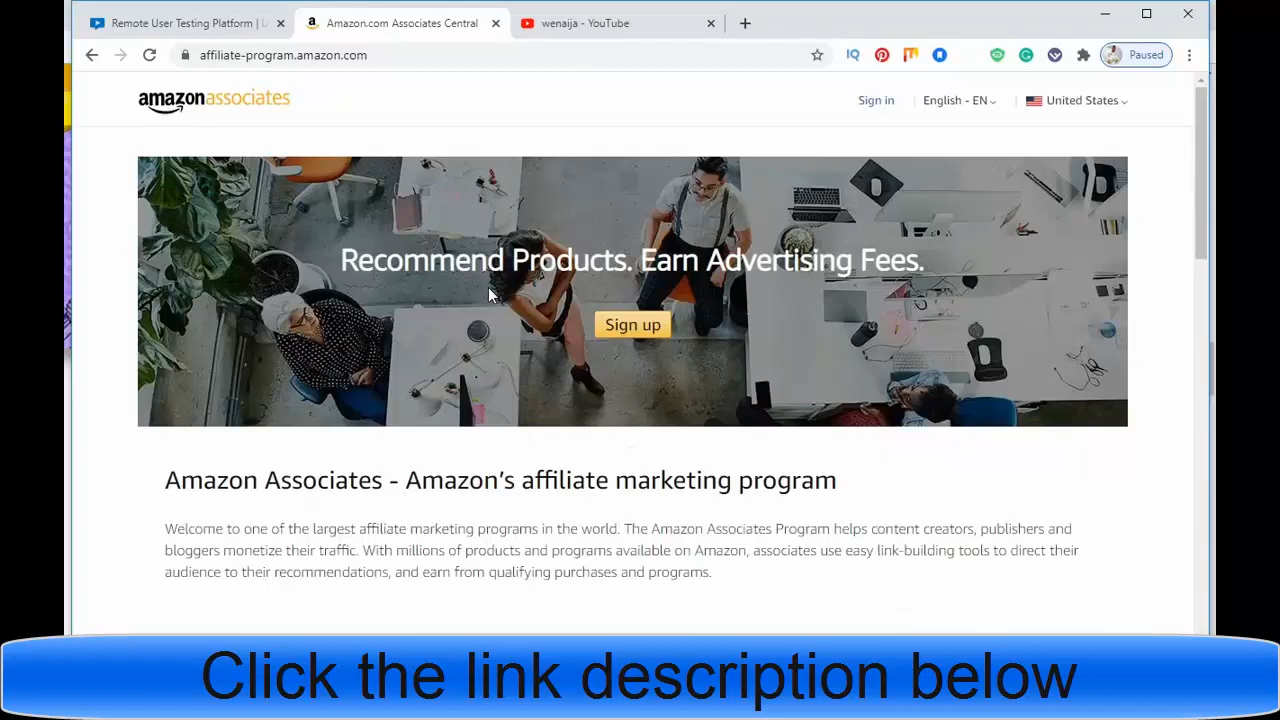 Remote User Testing Platform |
Amazon.com Associates Central
wenaija - YouTube
affiliate-program.amazon.com
IQ
Paused
amazonassociates
Sign in
English - EN
United States
Recommend Products. Earn Advertising Fees.
Sign up
Amazon Associates - Amazon's affiliate marketing program
Welcome to one of the largest affiliate marketing programs in the world. The Amazon Associates Program helps content creators, publishers and
bloggers monetize their traffic. With millions of products and programs available on Amazon, associates use easy link-building tools to direct their
audience to their recommendations, and earn from qualifying purchases and programs.
Click the link description below